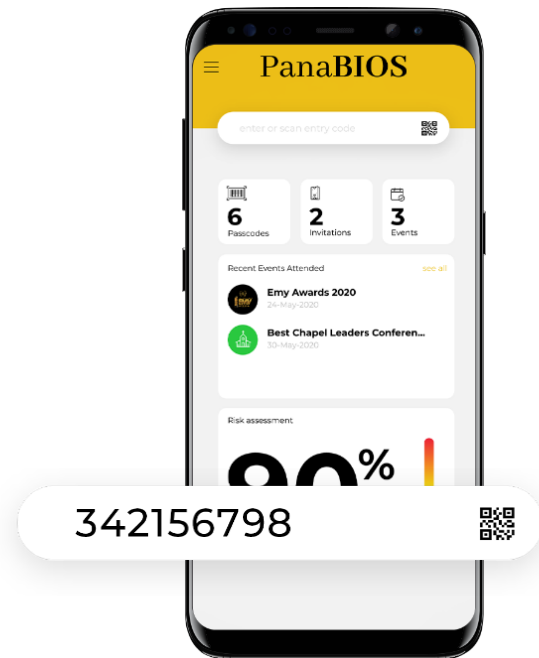 PanaBIOS
enter or scan entry code
6
Passcodes
2
Invitations
3
Events
Recent Events Attended
see all
Emy Awards 2020
24-May-2020
Best Chapel Leaders Conferen...
30-May-2020
Risk assessment
90%
342156798